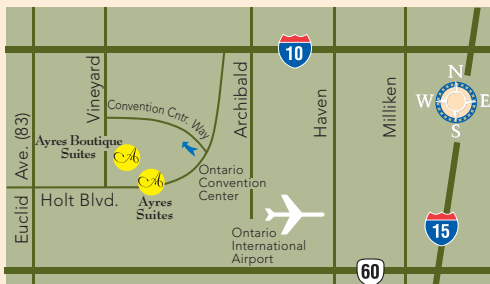 10
N
W E
S
Vineyard
Convention Cntr. Way
Archibald
Haven
Milliken
Euclid Ave. (83)
Ayres Boutique
Suites
A
A
Ayres
Suites
Holt Blvd.
Ontario
Convention
Center
Ontario
International
Airport
15
60